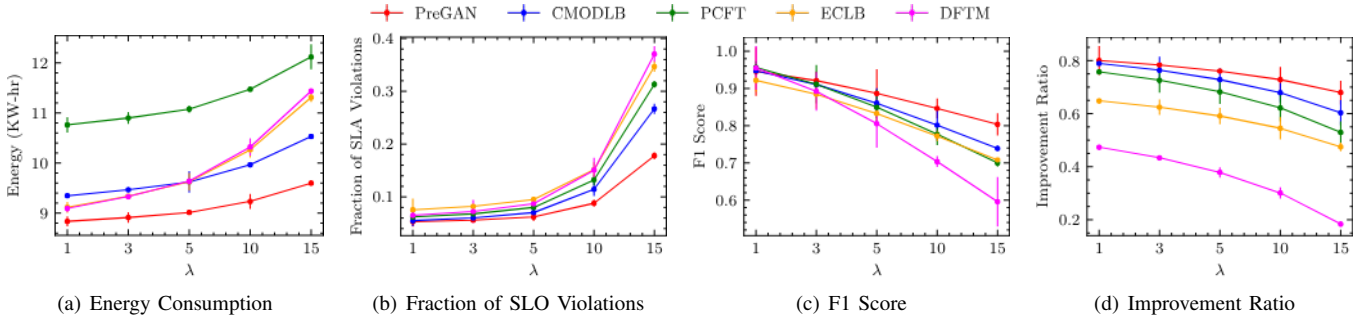 PreGAN CMODLB PCFT ECLB DFTM
Energy (KW-hr)
12
11
10
9
1 3 5 10 15
λ
(a) Energy Consumption
Fraction of SLA Violations
0.4
0.3
0.2
0.1
1 3 5 10 15
λ
(b) Fraction of SLO Violations
F1 Score
1.0
0.9
0.8
0.7
0.6
1 3 5 10 15
λ
(c) F1 Score
Improvement Ratio
0.8
0.6
0.4
0.2
1 3 5 10 15
λ
(d) Improvement Ratio